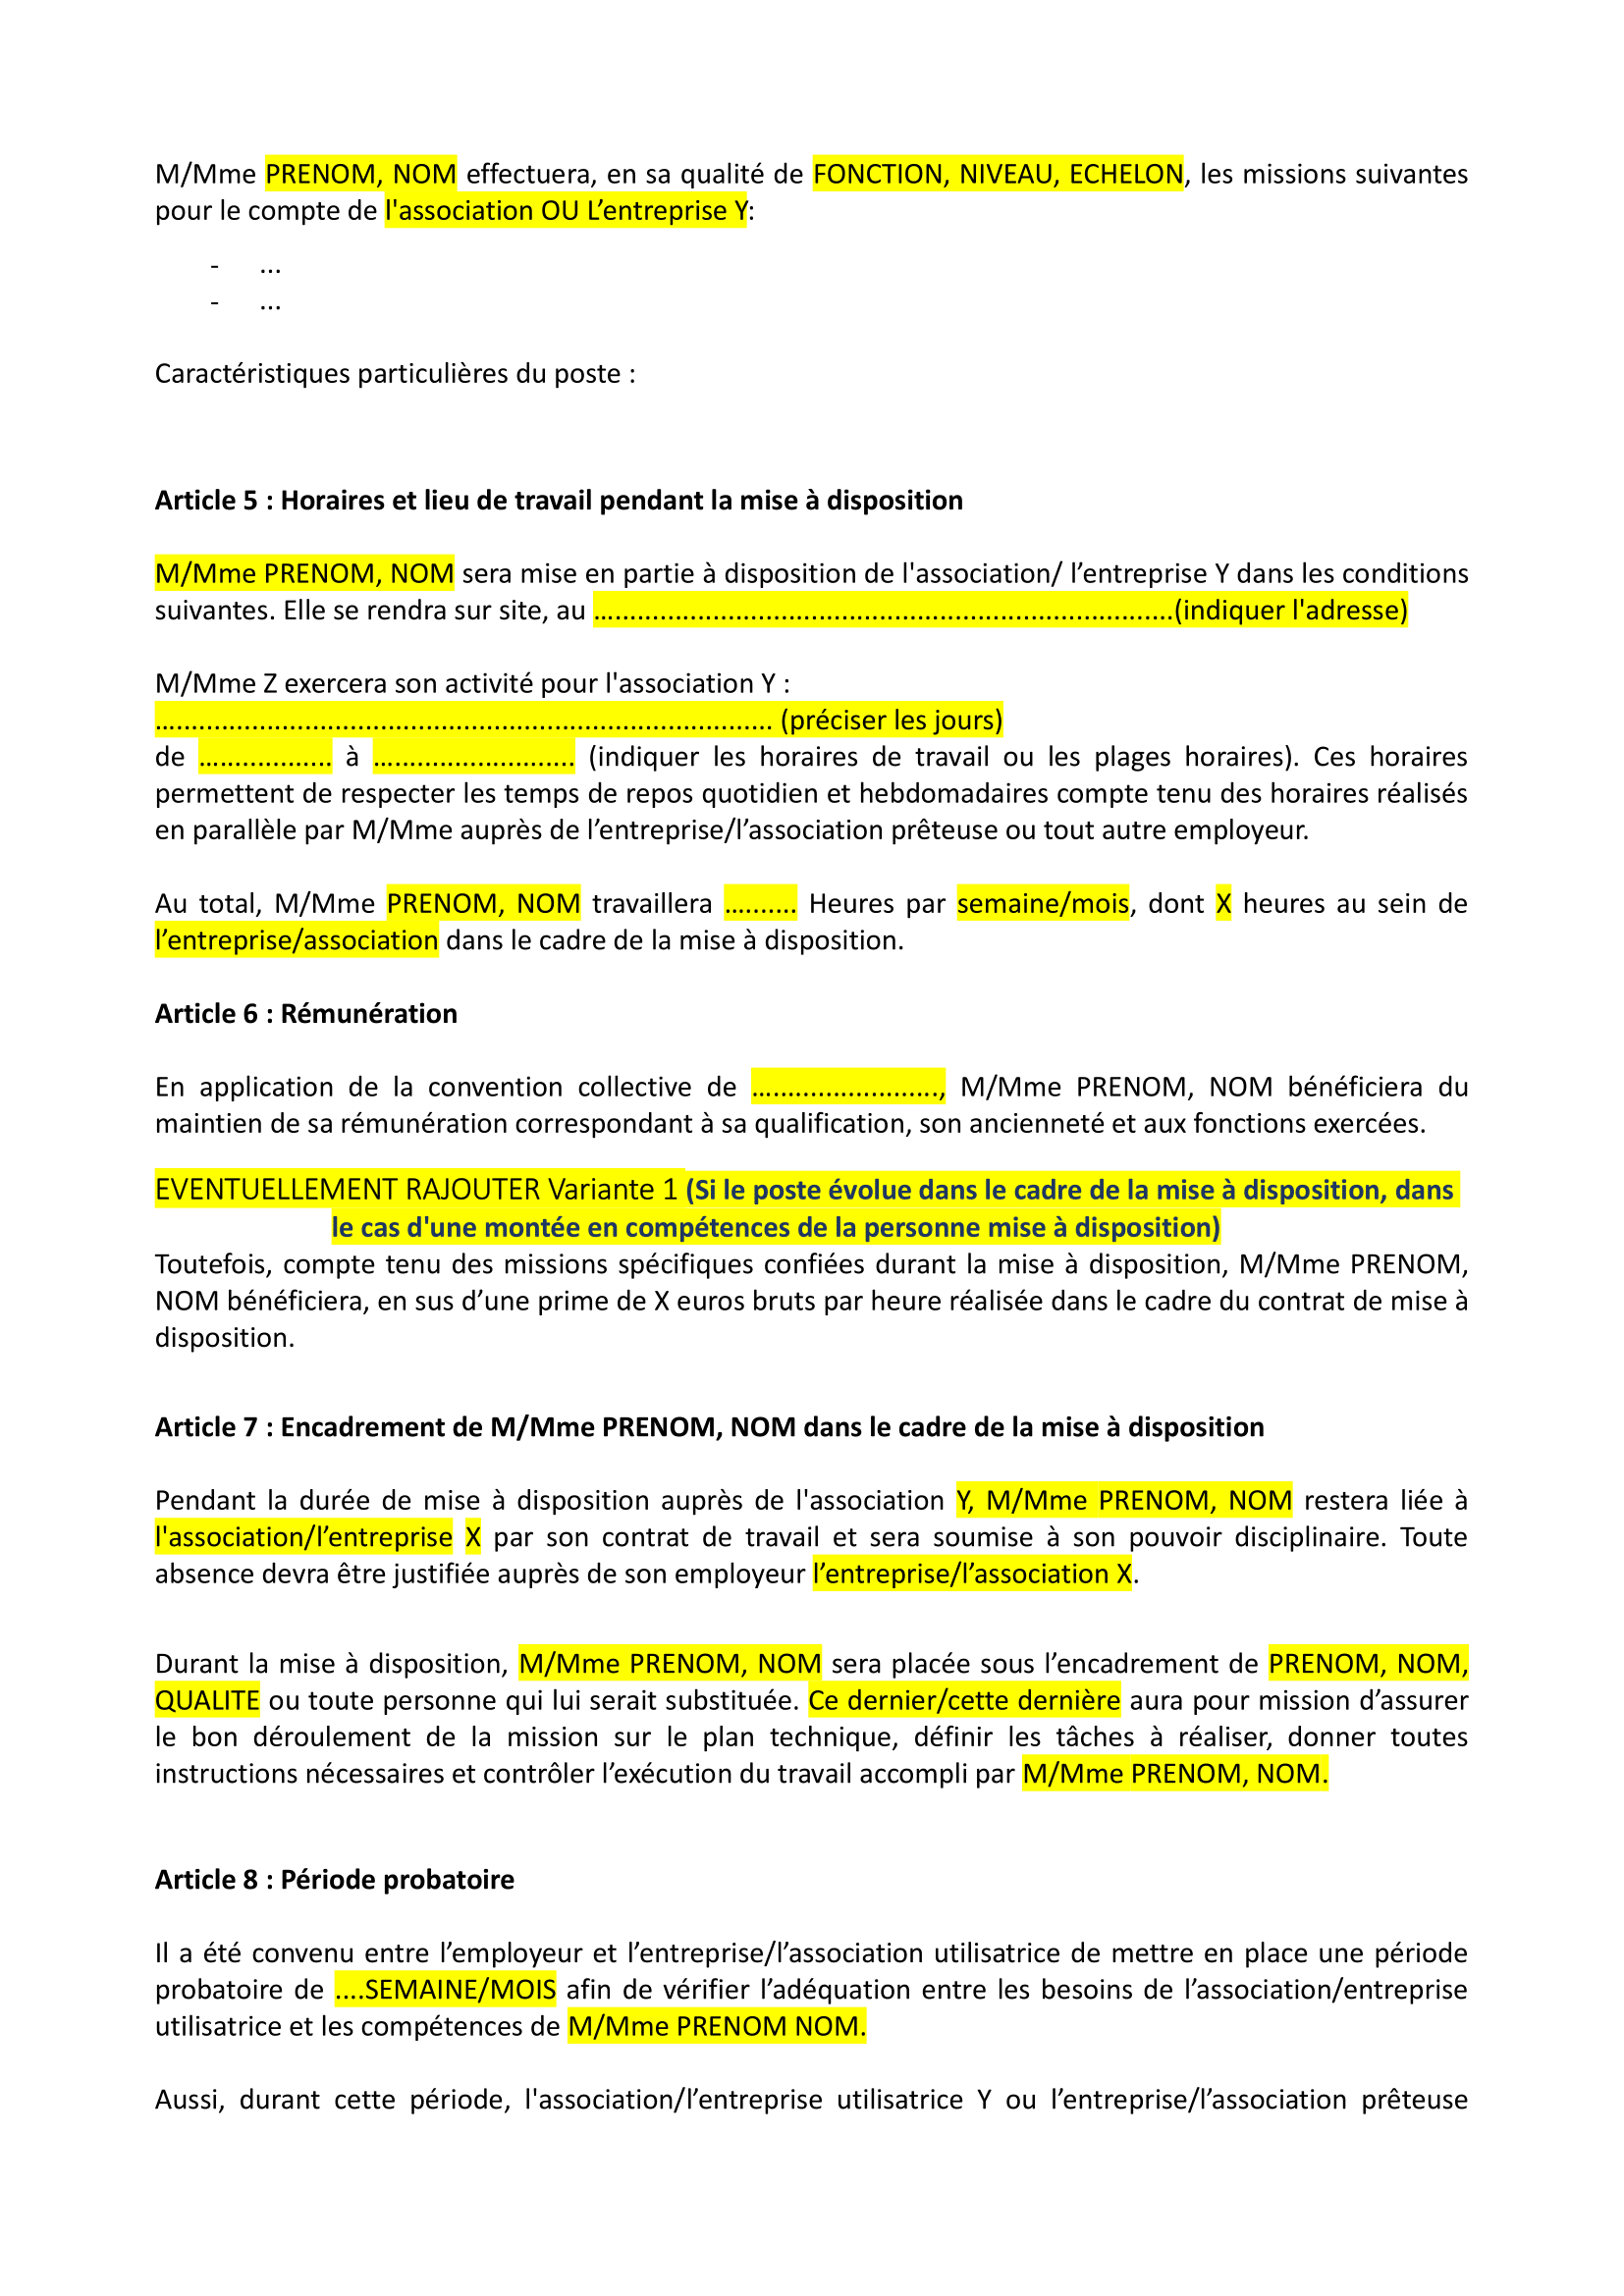 M/Mme PRENOM, NOM effectuera, en sa qualité de FONCTION, NIVEAU, ECHELON, les missions suivantes
pour le compte de l'association OU L’entreprise Y:
- ...
- ...
Caractéristiques particulières du poste :
Article 5 : Horaires et lieu de travail pendant la mise à disposition
M/Mme PRENOM, NOM sera mise en partie à disposition de l'association/ l’entreprise Y dans les conditions
suivantes. Elle se rendra sur site, au ................................................................................(indiquer l'adresse)
M/Mme Z exercera son activité pour l'association Y :
..................................................................................... (préciser les jours)
de .................. à ........................... (indiquer les horaires de travail ou les plages horaires). Ces horaires
permettent de respecter les temps de repos quotidien et hebdomadaires compte tenu des horaires réalisés
en parallèle par M/Mme auprès de l’entreprise/l’association prêteuse ou tout autre employeur.
Au total, M/Mme PRENOM, NOM travaillera .......... Heures par semaine/mois, dont X heures au sein de
l’entreprise/association dans le cadre de la mise à disposition.
Article 6 : Rémunération
En application de la convention collective de ........................., M/Mme PRENOM, NOM bénéficiera du
maintien de sa rémunération correspondant à sa qualification, son ancienneté et aux fonctions exercées.
EVENTUELLEMENT RAJOUTER Variante 1 (Si le poste évolue dans le cadre de la mise à disposition, dans
le cas d'une montée en compétences de la personne mise à disposition)
Toutefois, compte tenu des missions spécifiques confiées durant la mise à disposition, M/Mme PRENOM,
NOM bénéficiera, en sus d’une prime de X euros bruts par heure réalisée dans le cadre du contrat de mise à
disposition.
Article 7 : Encadrement de M/Mme PRENOM, NOM dans le cadre de la mise à disposition
Pendant la durée de mise à disposition auprès de l'association Y, M/Mme PRENOM, NOM restera liée à
l'association/l’entreprise X par son contrat de travail et sera soumise à son pouvoir disciplinaire. Toute
absence devra être justifiée auprès de son employeur l’entreprise/l’association X.
Durant la mise à disposition, M/Mme PRENOM, NOM sera placée sous l’encadrement de PRENOM, NOM,
QUALITE ou toute personne qui lui serait substituée. Ce dernier/cette dernière aura pour mission d’assurer
le bon déroulement de la mission sur le plan technique, définir les tâches à réaliser, donner toutes
instructions nécessaires et contrôler l’exécution du travail accompli par M/Mme PRENOM, NOM.
Article 8 : Période probatoire
Il a été convenu entre l’employeur et l’entreprise/l’association utilisatrice de mettre en place une période
probatoire de ....SEMAINE/MOIS afin de vérifier l’adéquation entre les besoins de l’association/entreprise
utilisatrice et les compétences de M/Mme PRENOM NOM.
Aussi, durant cette période, l'association/l’entreprise utilisatrice Y ou l’entreprise/l’association prêteuse